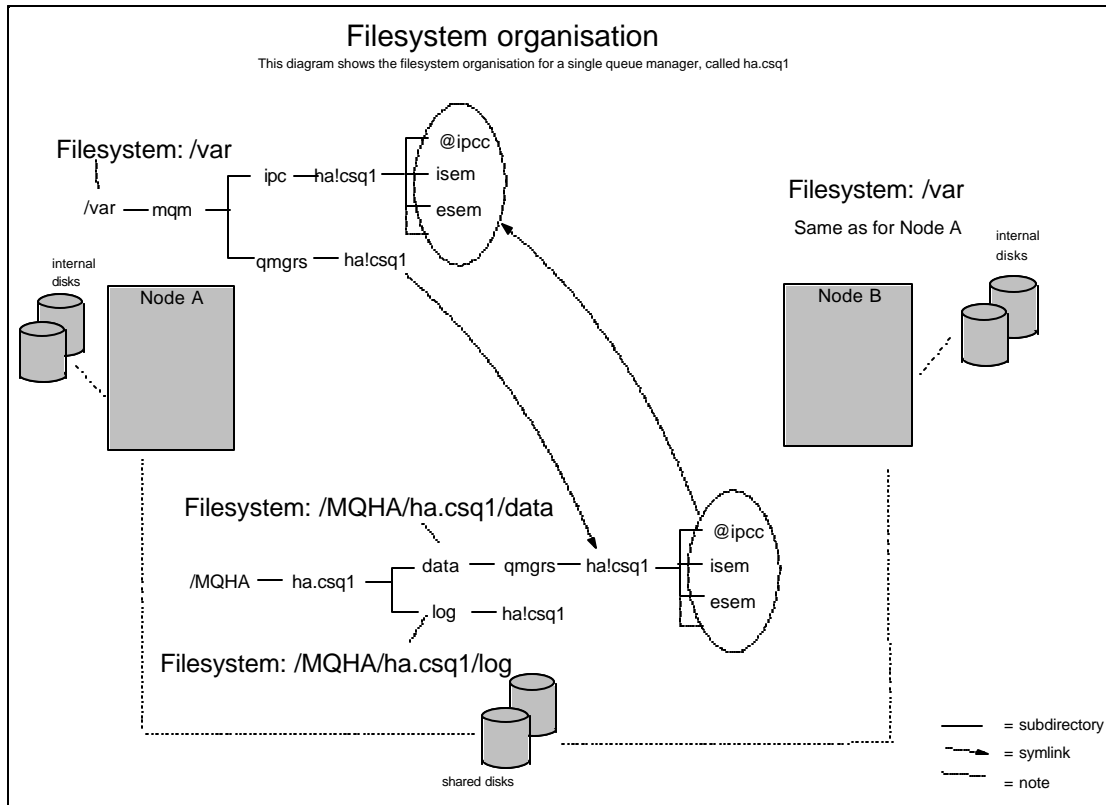 Filesystem organisation
This diagram shows the filesystem organisation for a single queue manager, called ha.csq1
Filesystem: /var
/var
mqm
ipc
ha!csq1
@ipcc
isem
esem
qmgrs
ha!csq1
internal
disks
Node A
Filesystem: /var
Same as for Node A
internal
disks
Node B
Filesystem: /MQHA/ha.csq1/data
/MQHA
ha.csq1
data
qmgrs
ha!csq1
@ipcc
isem
esem
log
ha!csq1
Filesystem: /MQHA/ha.csq1/log
shared disks
= subdirectory
= symlink
= note